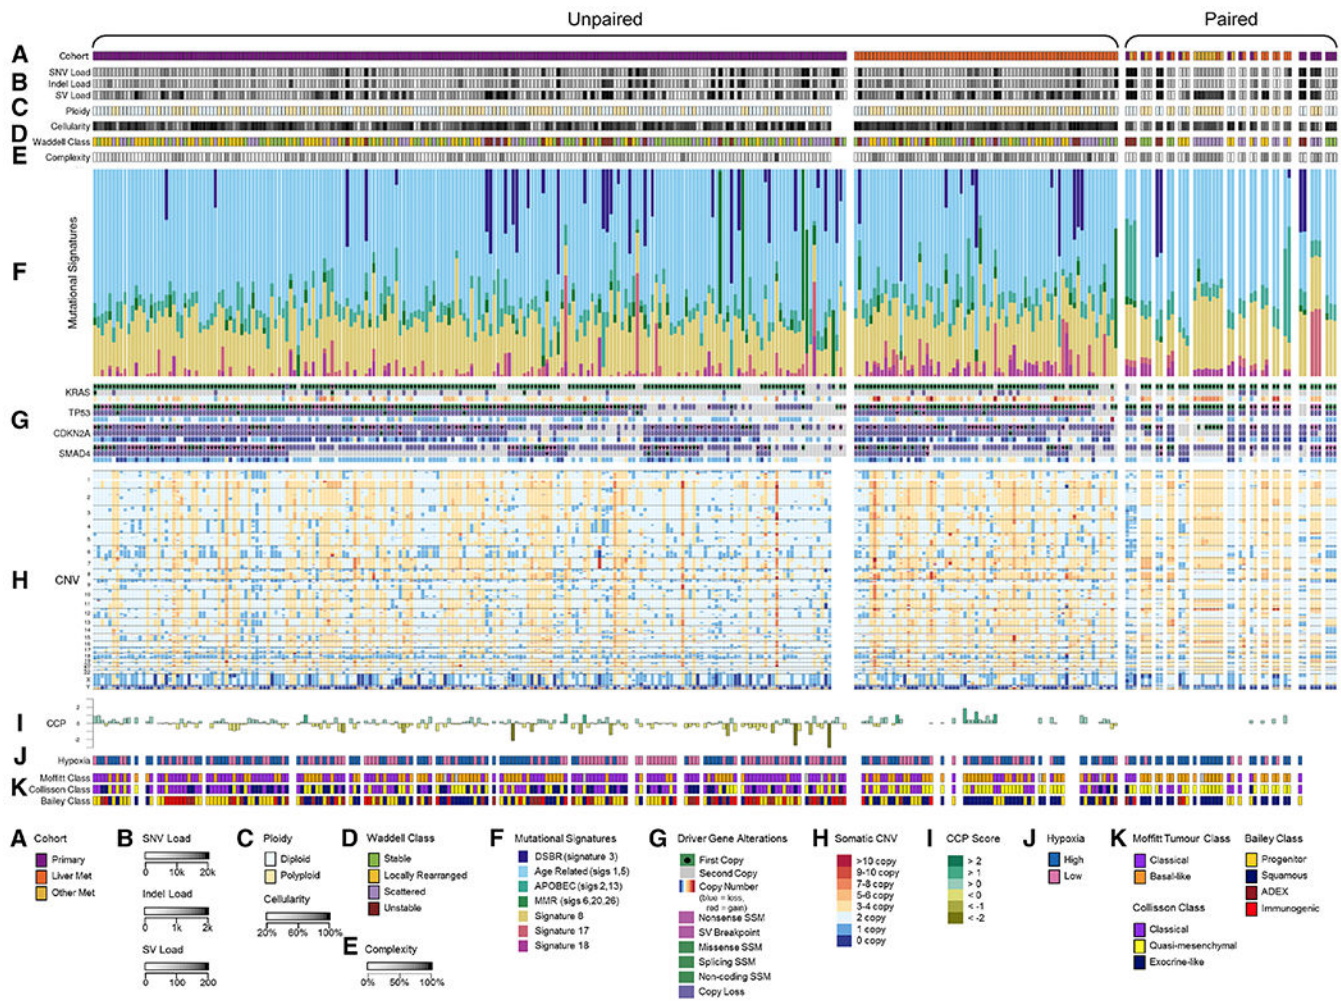 Unpaired
Paired
A
Cohort
B
SNV Load
Indel Load
SV Load
C
Ploidy
Cellularity
D
Waddell Class
E
Complexity
F
Mutational Signatures
G
KRAS
TP53
CDKN2A
SMAD4
H
CNV
I
CCP
2
0
-2
J
Hypoxia
K
Moffitt Class
Collisson Class
Bailey Class
A
Cohort
Primary
Liver Met
Other Met
B
SNV Load
0 10k 20k
Indel Load
0 1k 2k
SV Load
0 100 200
C
Ploidy
Diploid
Polyploid
Cellularity
20% 60% 100%
D
Waddell Class
Stable
Locally Rearranged
Scattered
Unstable
E
Complexity
0% 50% 100%
F
Mutational Signatures
DSBR (signature 3)
Age Related (sigs 1,5)
APOBEC (sigs 2,13)
MMR (sigs 6,20,26)
Signature 8
Signature 17
Signature 18
G
Driver Gene Alterations
First Copy
Second Copy
Copy Number
(blue = loss,
red = gain)
Nonsense SSM
SV Breakpoint
Missense SSM
Splicing SSM
Non-coding SSM
Copy Loss
H
Somatic CNV
>10 copy
9-10 copy
7-8 copy
5-6 copy
3-4 copy
2 copy
1 copy
0 copy
I
CCP Score
> 2
> 1
> 0
< 0
< -1
< -2
J
Hypoxia
High
Low
K
Moffitt Tumour Class
Classical
Basal-like
Collisson Class
Classical
Quasi-mesenchymal
Exocrine-like
Bailey Class
Progenitor
Squamous
ADEX
Immunogenic